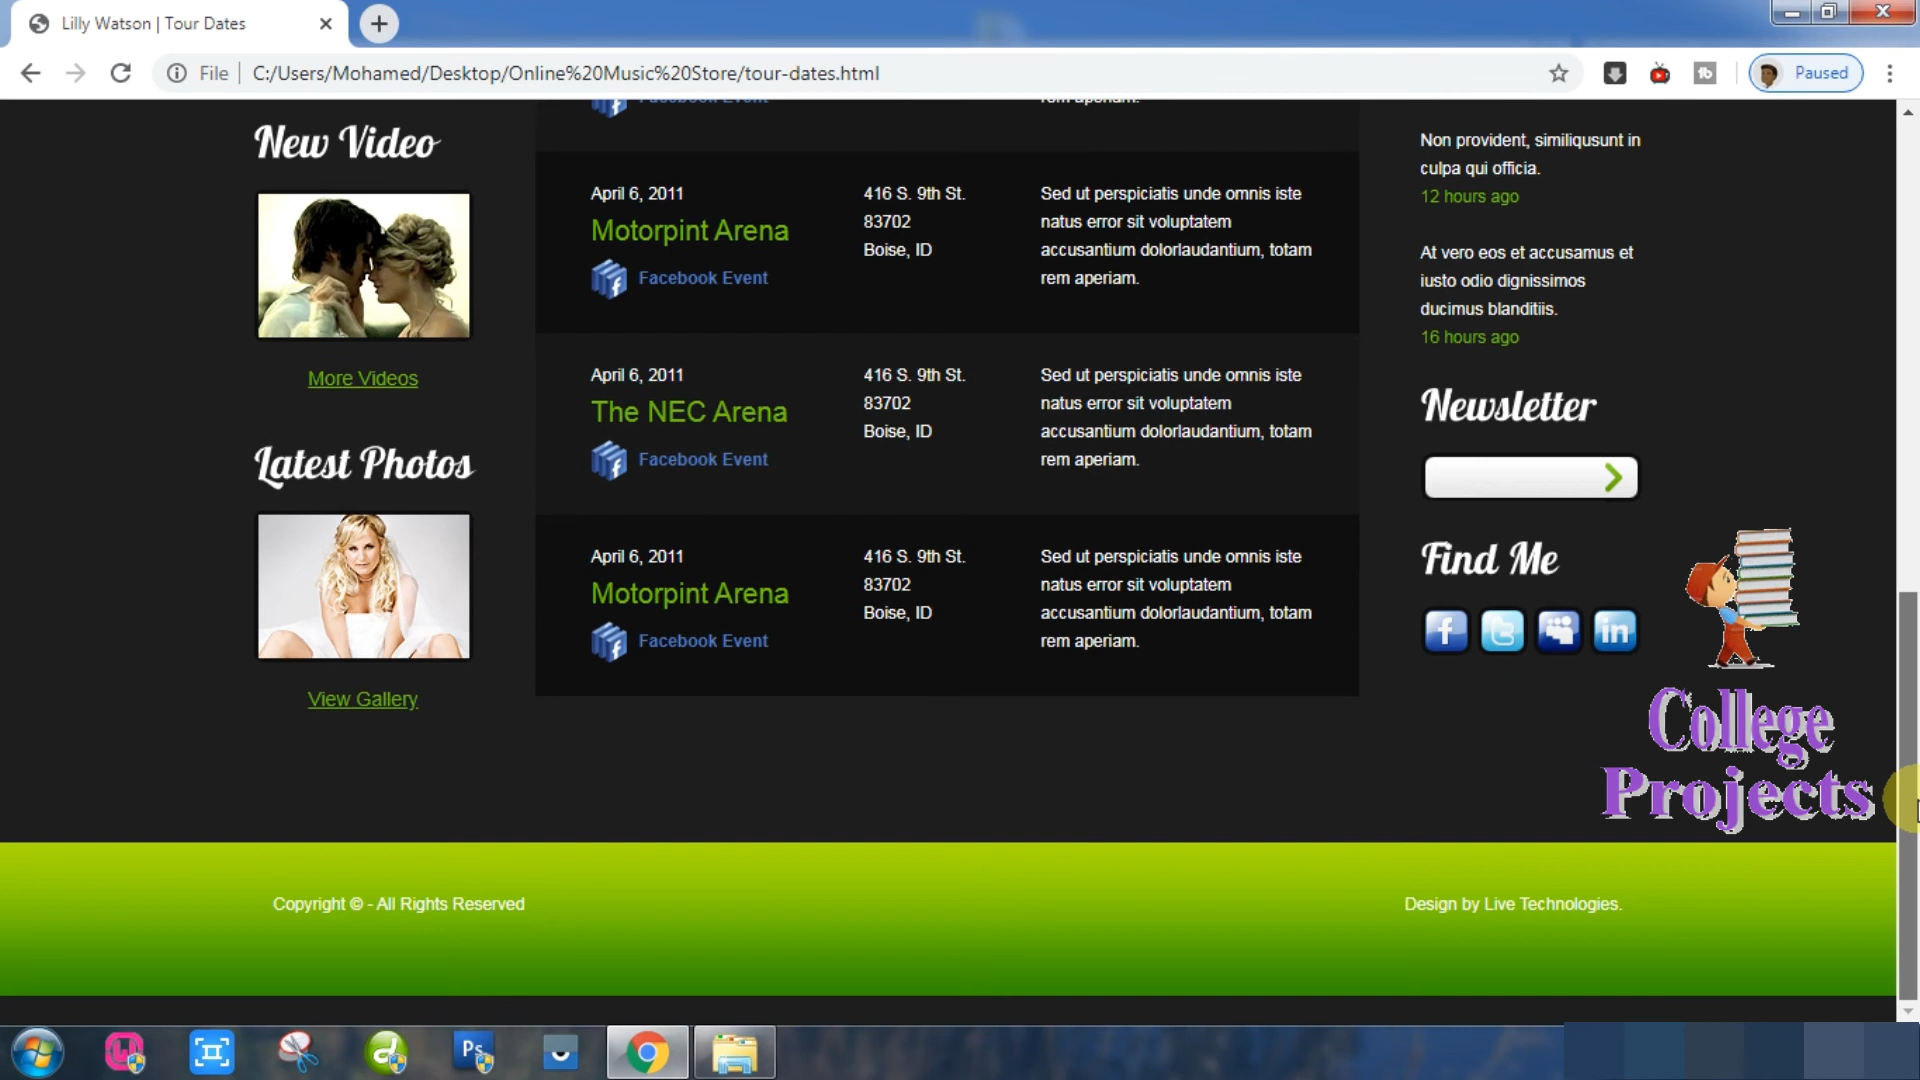 Lilly Watson | Tour Dates
File
C:/Users/Mohamed/Desktop/Online%20Music%20Store/tour-dates.html
Paused
New Video
More Videos
Latest Photos
View Gallery
Facebook Event
rem aperiam.
April 6, 2011
Motorpint Arena
Facebook Event
416 S. 9th St.
83702
Boise, ID
Sed ut perspiciatis unde omnis iste
natus error sit voluptatem
accusantium dolorlaudantium, totam
rem aperiam.
April 6, 2011
The NEC Arena
Facebook Event
416 S. 9th St.
83702
Boise, ID
Sed ut perspiciatis unde omnis iste
natus error sit voluptatem
accusantium dolorlaudantium, totam
rem aperiam.
April 6, 2011
Motorpint Arena
Facebook Event
416 S. 9th St.
83702
Boise, ID
Sed ut perspiciatis unde omnis iste
natus error sit voluptatem
accusantium dolorlaudantium, totam
rem aperiam.
Non provident, similiqusunt in
culpa qui officia.
12 hours ago
At vero eos et accusamus et
iusto odio dignissimos
ducimus blanditiis.
16 hours ago
Newsletter
Find Me
College
Projects
Copyright © - All Rights Reserved
Design by Live Technologies.
Ps